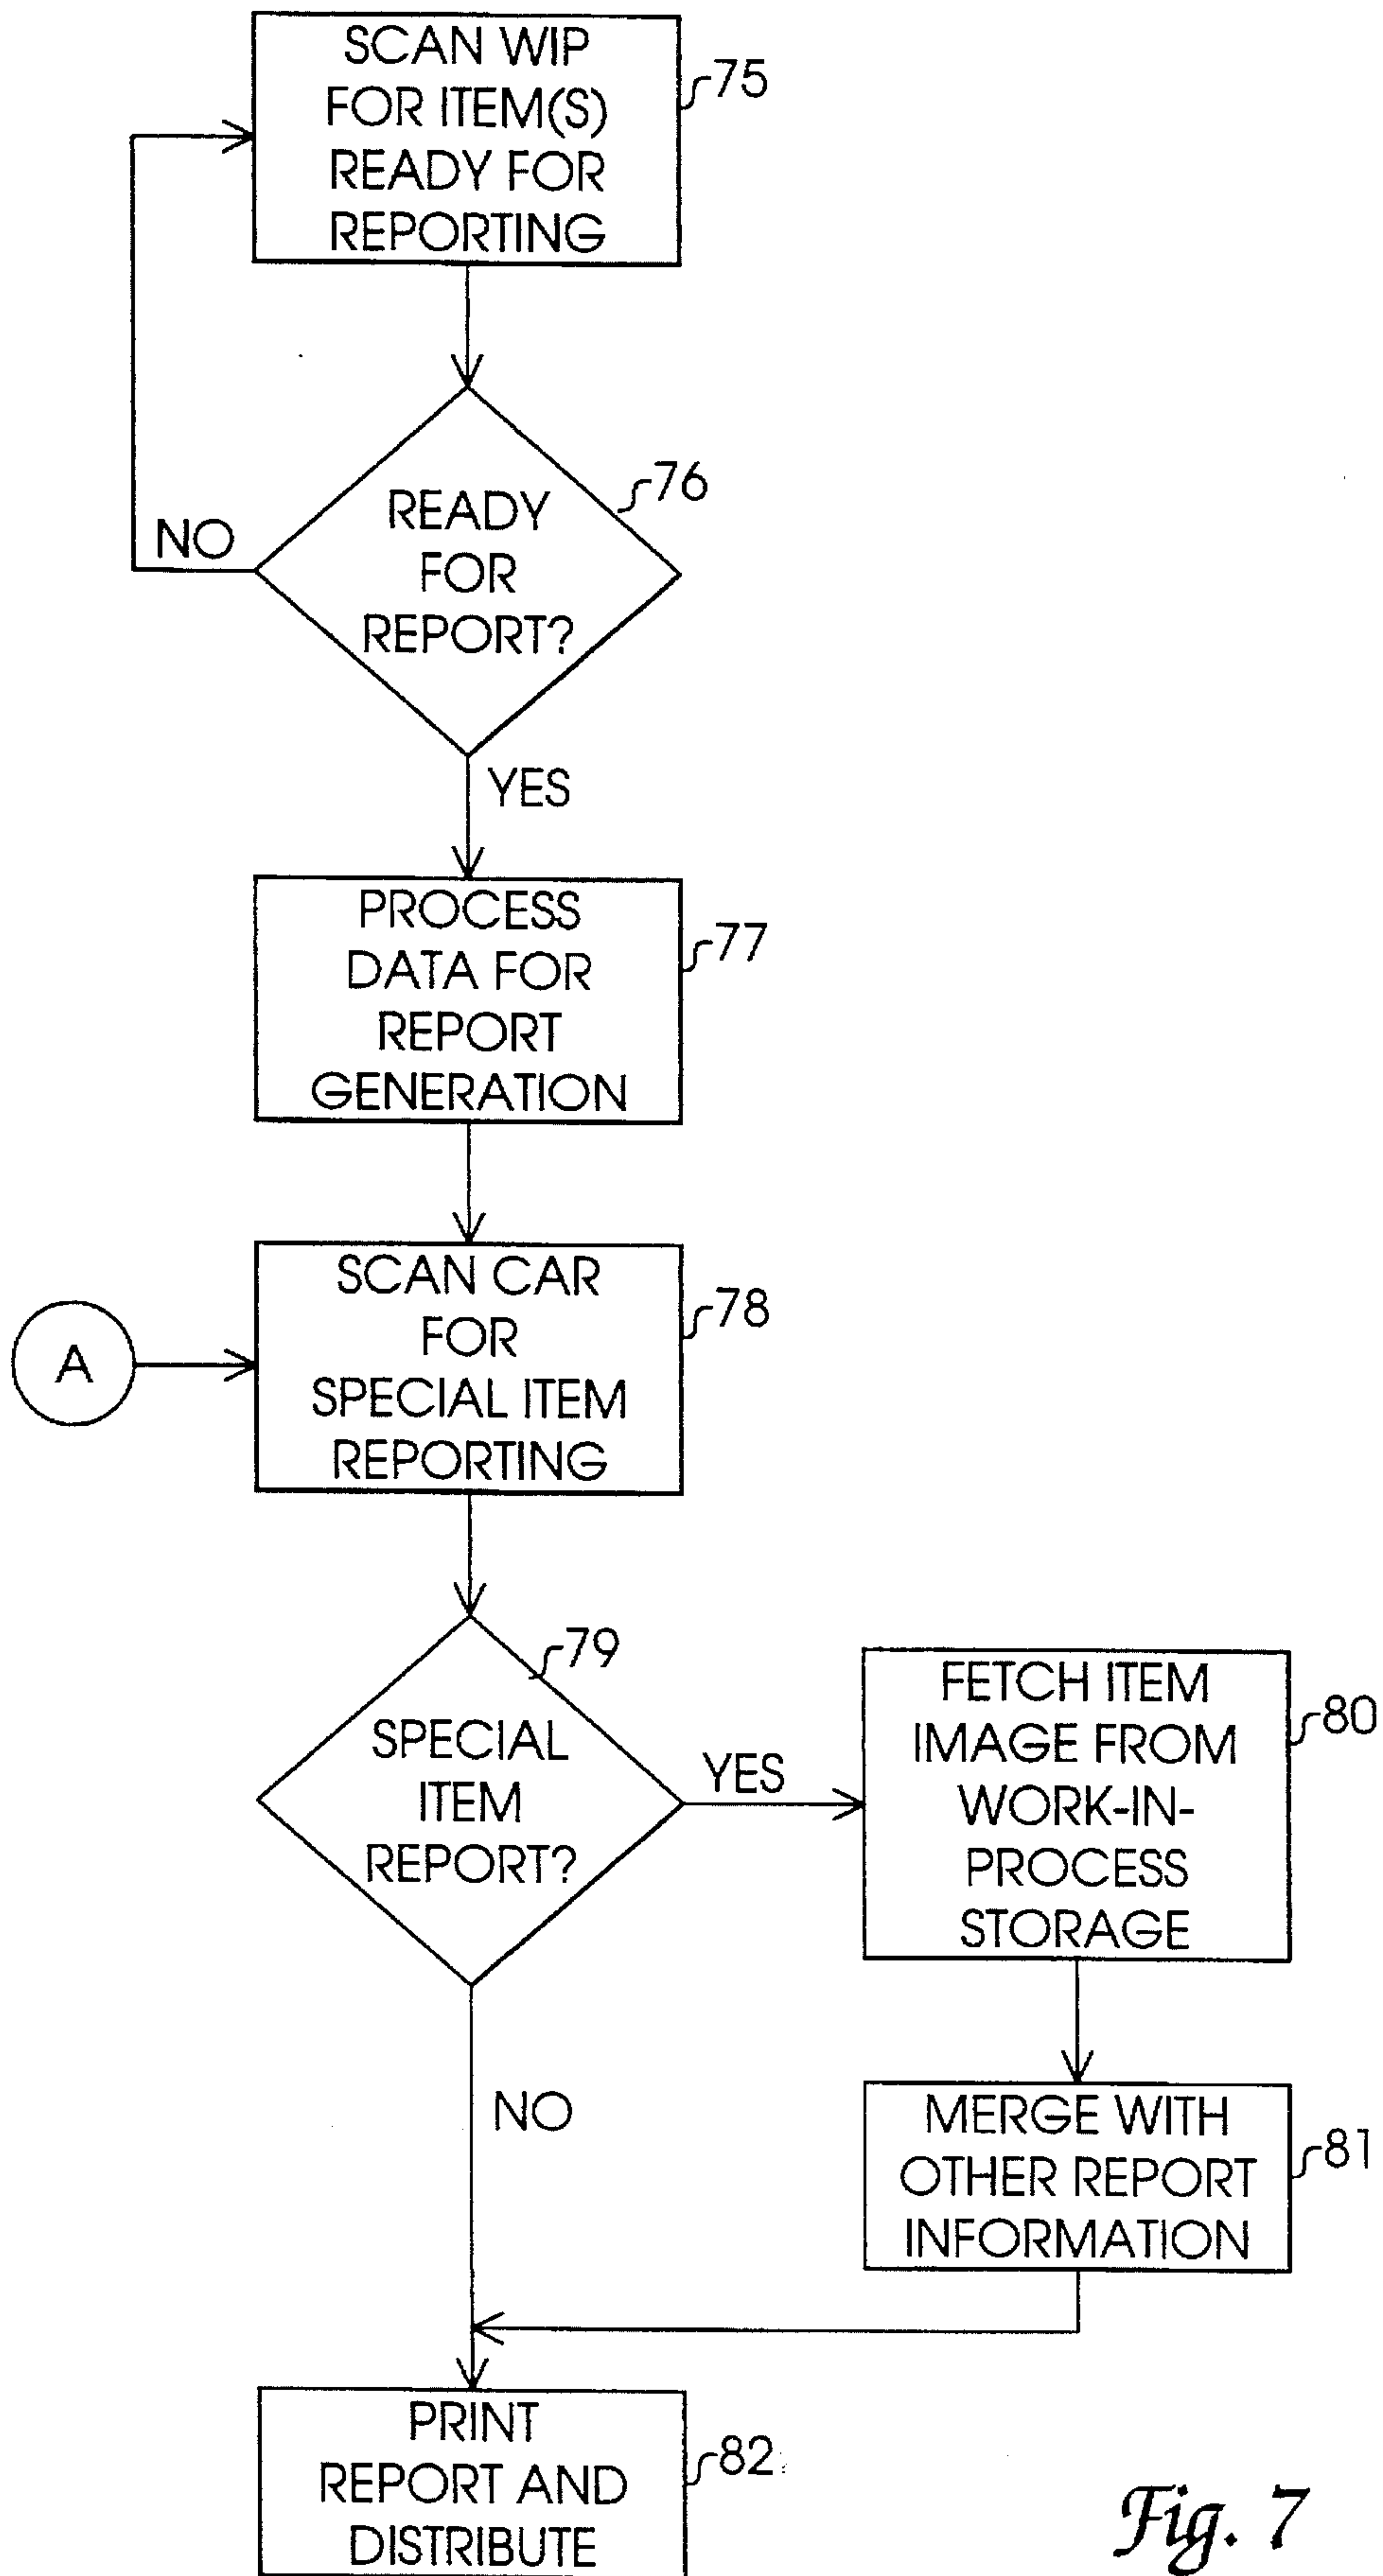 SCAN WIP
FOR ITEM(S)
READY FOR
REPORTING
75
READY
FOR
REPORT?
76
NO
YES
PROCESS
DATA FOR
REPORT
GENERATION
77
A
SCAN CAR
FOR
SPECIAL ITEM
REPORTING
78
SPECIAL
ITEM
REPORT?
79
YES
FETCH ITEM
IMAGE FROM
WORK-IN-
PROCESS
STORAGE
80
NO
MERGE WITH
OTHER REPORT
INFORMATION
81
PRINT
REPORT AND
DISTRIBUTE
82
Fig. 7